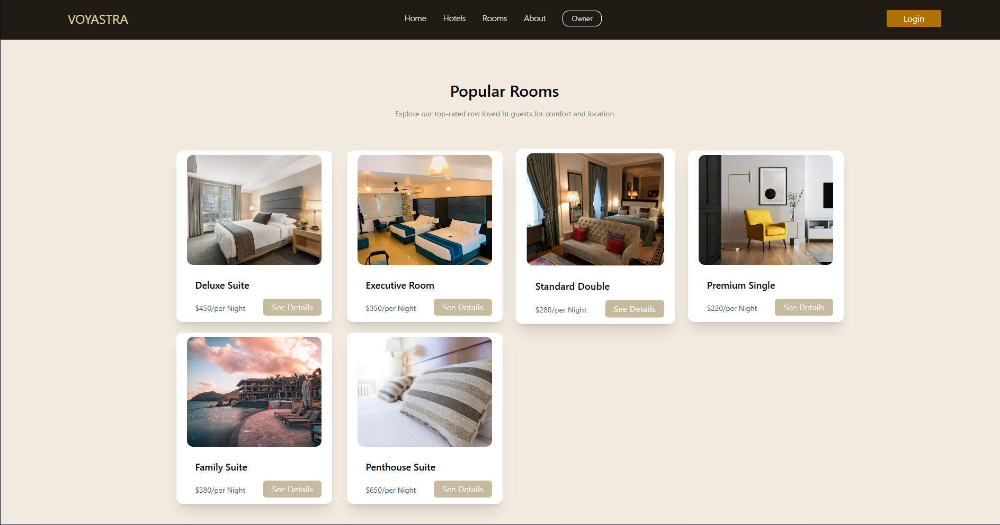 VOYASTRA
Home Hotels Rooms About Owner
Login
Popular Rooms
Explore our top-rated row loved bt guests for comfort and location
Deluxe Suite
$450/per Night See Details
Executive Room
$350/per Night See Details
Standard Double
$280/per Night See Details
Premium Single
$220/per Night See Details
Family Suite
$380/per Night See Details
Penthouse Suite
$650/per Night See Details